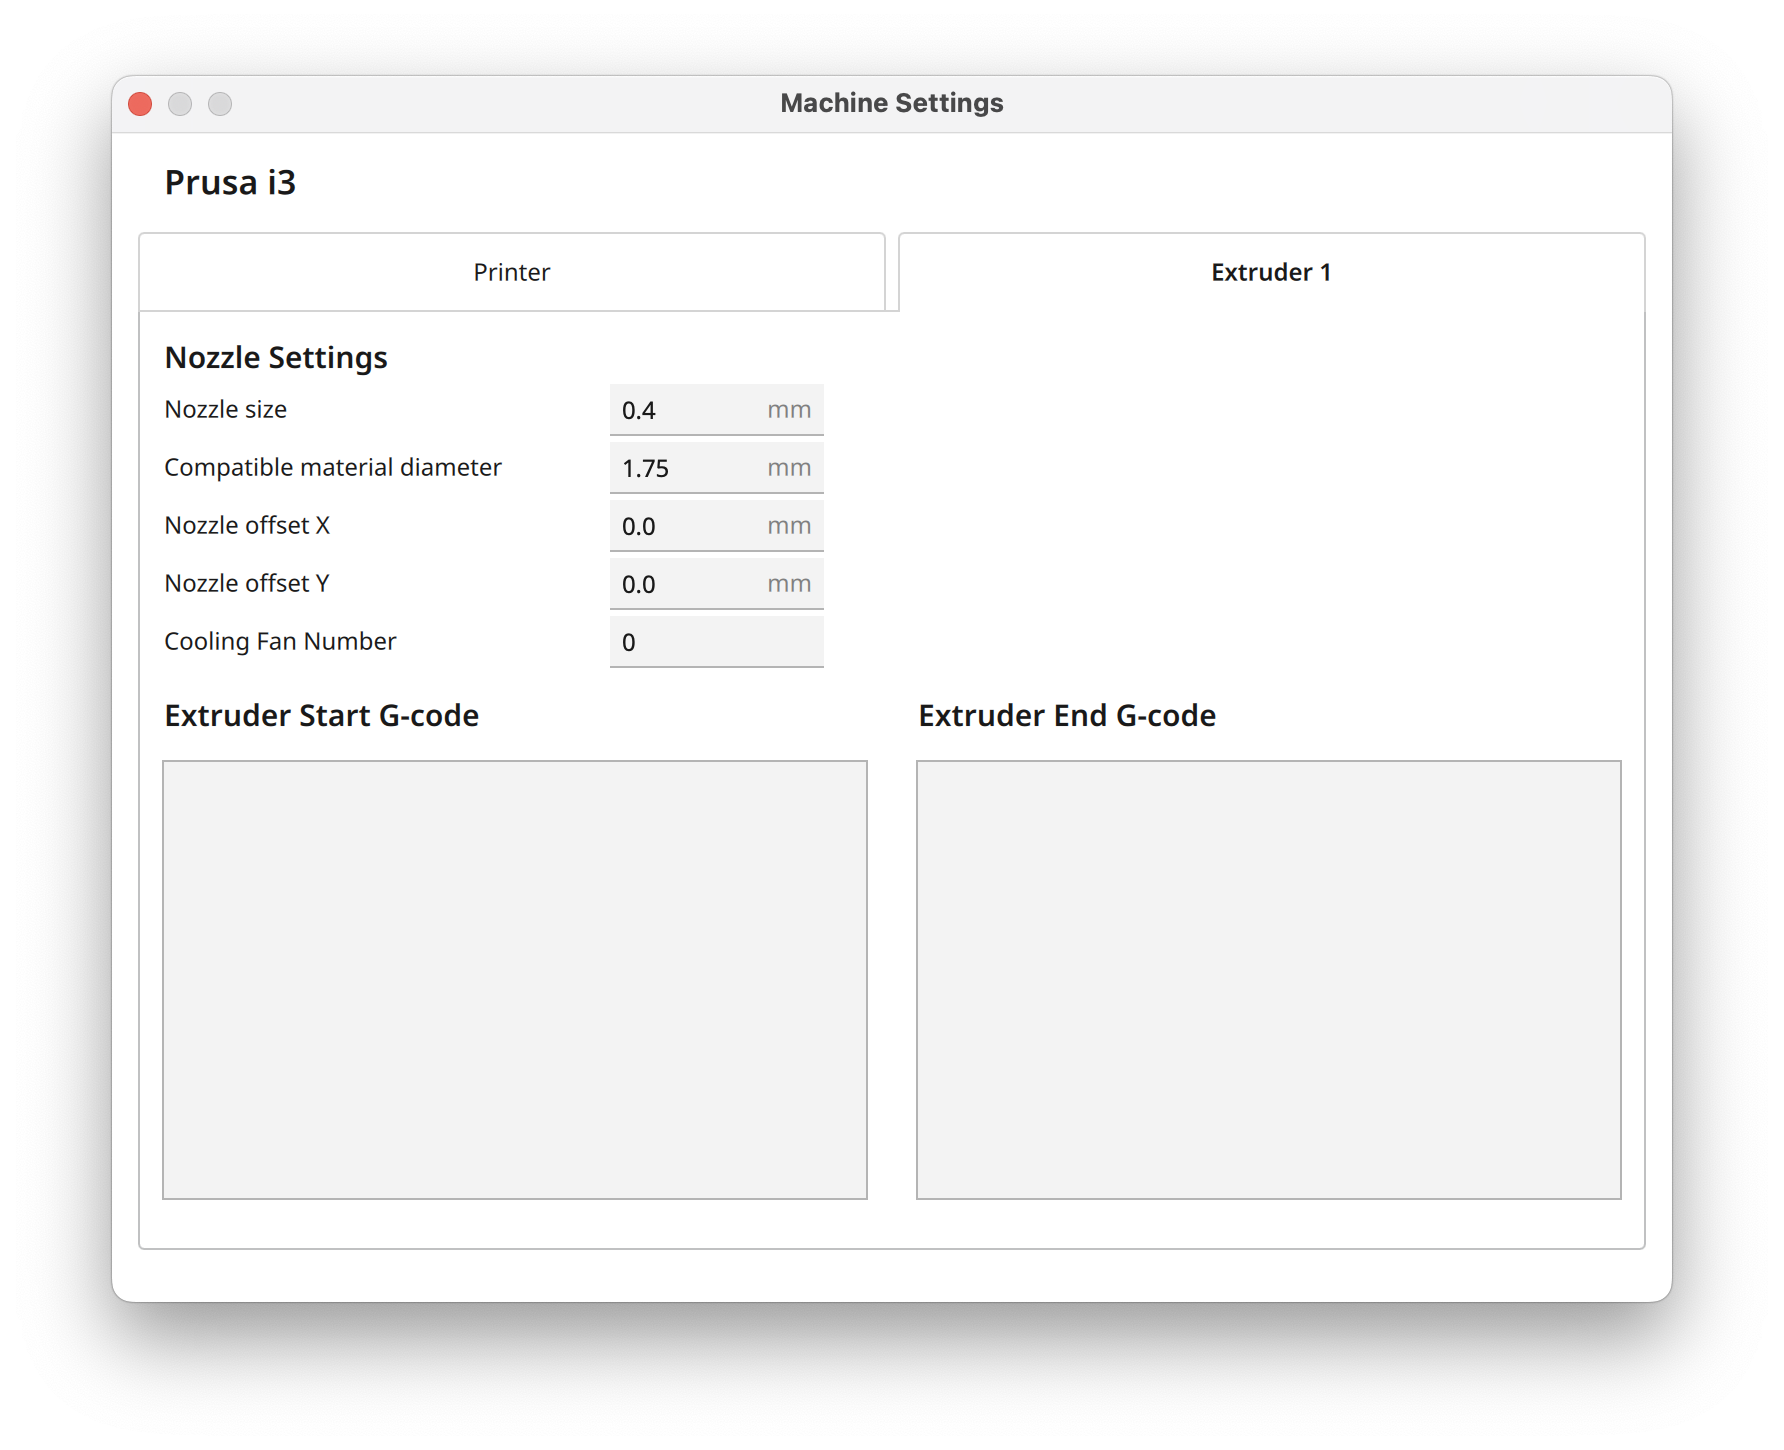 Machine Settings
Prusa i3
Printer
Extruder 1
Nozzle Settings
Nozzle size 0.4 mm
Compatible material diameter 1.75 mm
Nozzle offset X 0.0 mm
Nozzle offset Y 0.0 mm
Cooling Fan Number 0
Extruder Start G-code
Extruder End G-code